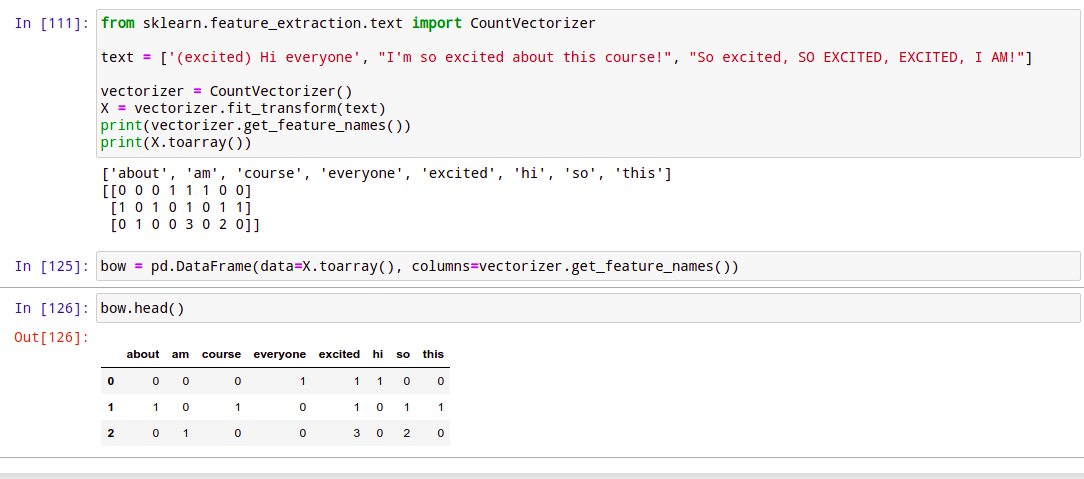 In [111]: from sklearn.feature_extraction.text import CountVectorizer
text = ['(excited) Hi everyone', "I'm so excited about this course!", "So excited, SO EXCITED, EXCITED, I AM!"]
vectorizer = CountVectorizer()
X = vectorizer.fit_transform(text)
print(vectorizer.get_feature_names())
print(X.toarray())
['about', 'am', 'course', 'everyone', 'excited', 'hi', 'so', 'this']
[[0 0 0 1 1 1 0 0]
[1 0 1 0 1 0 1 1]
[0 1 0 0 3 0 2 0]]
In [125]: bow = pd.DataFrame(data=X.toarray(), columns=vectorizer.get_feature_names())
In [126]: bow.head()
Out[126]:
about am course everyone excited hi so this
0 0 0 0 1 1 1 0 0
1 1 0 1 0 1 0 1 1
2 0 1 0 0 3 0 2 0